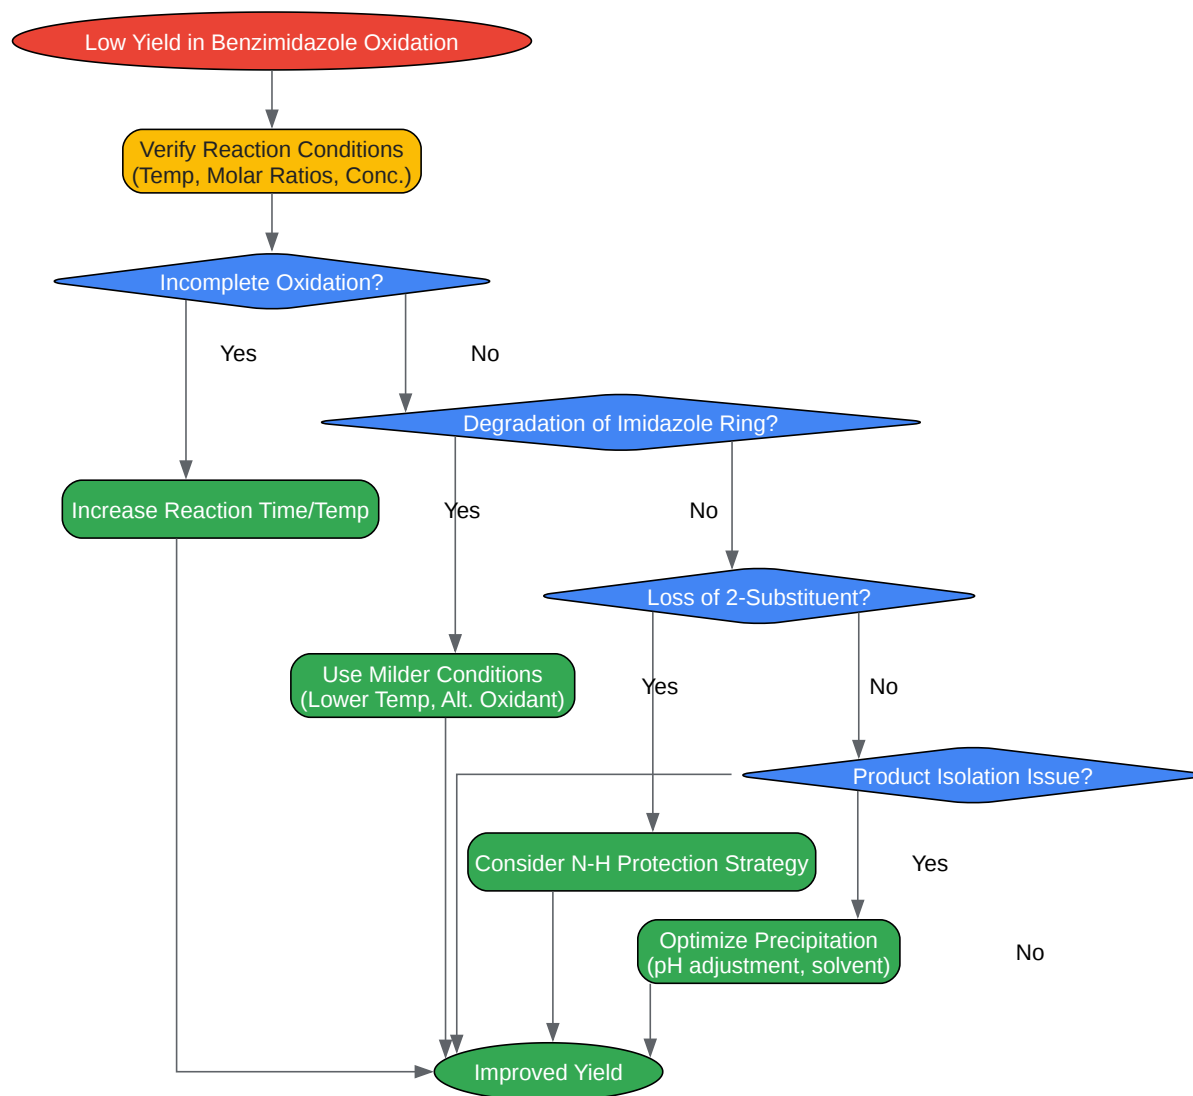 Low Yield in Benzimidazole Oxidation
Verify Reaction Conditions
(Temp, Molar Ratios, Conc.)
Incomplete Oxidation?
Yes
No
Degradation of Imidazole Ring?
Increase Reaction Time/Temp
Yes
No
Loss of 2-Substituent?
Use Milder Conditions
(Lower Temp, Alt. Oxidant)
Yes
No
Product Isolation Issue?
Consider N-H Protection Strategy
Yes
Optimize Precipitation
(pH adjustment, solvent)
No
Improved Yield